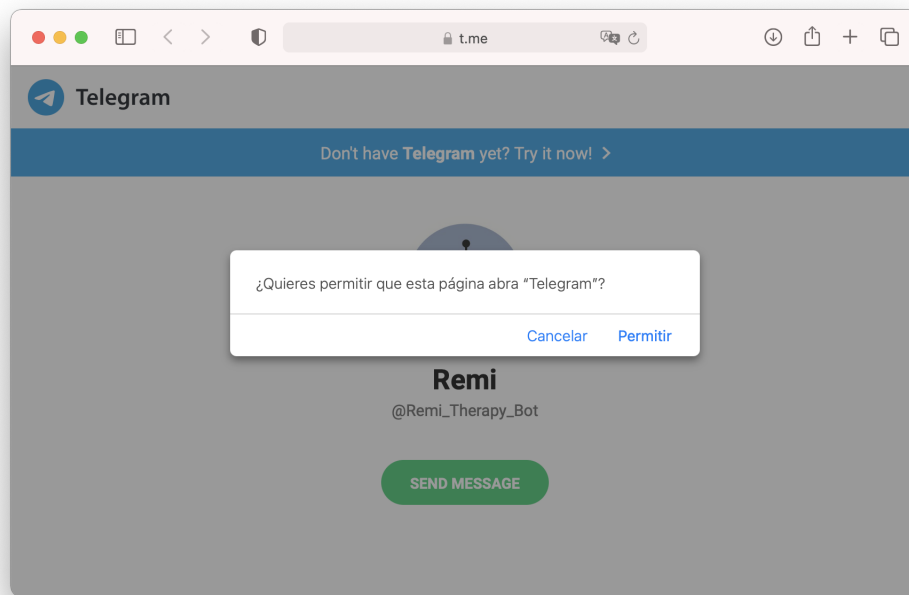 t.me
Telegram
Don't have Telegram yet? Try it now!
¿Quieres permitir que esta página abra “Telegram”?
Cancelar Permitir
Remi
@Remi_Therapy_Bot
SEND MESSAGE